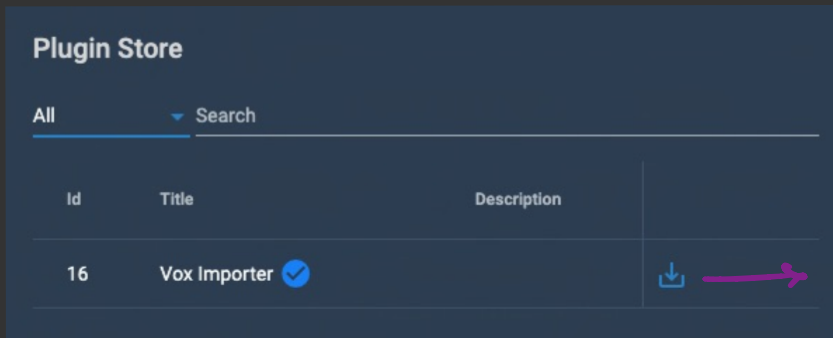 Plugin Store
All Search
Id Title Description
16 Vox Importer